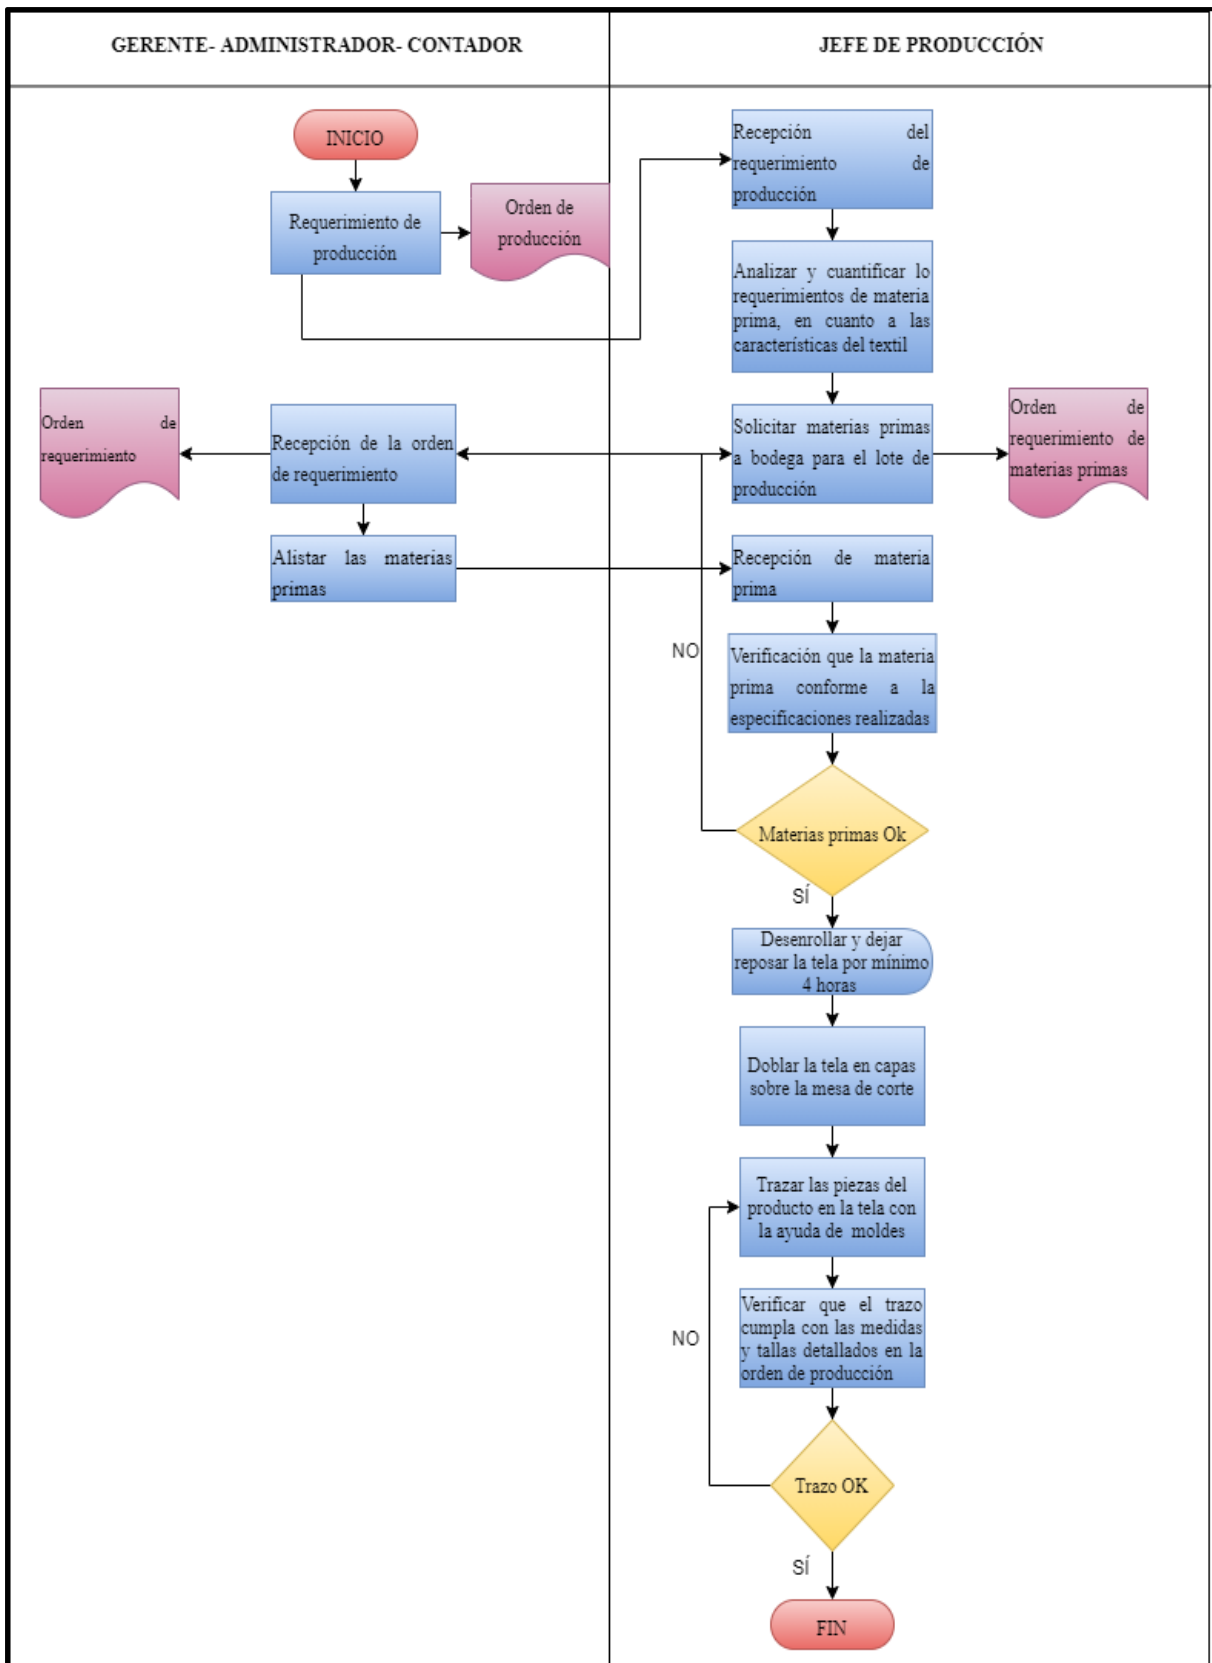 GERENTE- ADMINISTRADOR- CONTADOR
JEFE DE PRODUCCIÓN
INICIO
Requerimiento de
producción
Orden de
producción
Recepción del
requerimiento de
producción
Analizar y cuantificar lo
requerimientos de materia
prima, en cuanto a las
características del textil
Orden de
requerimiento
Recepción de la orden
de requerimiento
Solicitar materias primas
a bodega para el lote de
producción
Orden de
requerimiento de
materias primas
Alistar las materias
primas
Recepción de materia
prima
NO
Verificación que la materia
prima conforme a la
especificaciones realizadas
Materias primas Ok
SÍ
Desenrollar y dejar
reposar la tela por mínimo
4 horas
Doblar la tela en capas
sobre la mesa de corte
Trazar las piezas del
producto en la tela con
la ayuda de moldes
NO
Verificar que el trazo
cumpla con las medidas
y tallas detallados en la
orden de producción
Trazo OK
SÍ
FIN